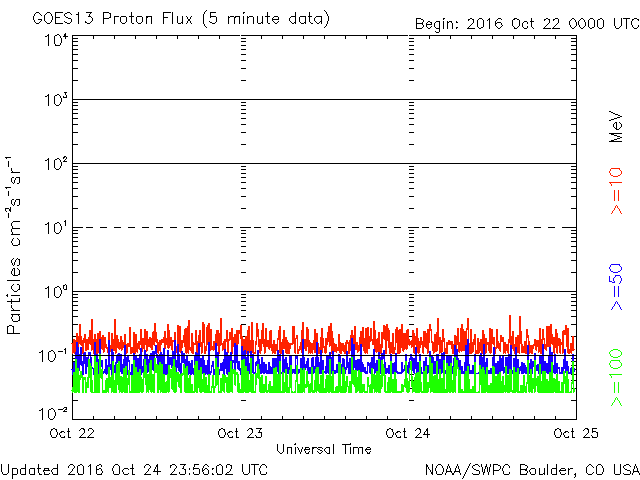 GOES13 Proton Flux (5 minute data)
Begin: 2016 Oct 22 0000 UTC
Particles cm⁻²s⁻¹sr⁻¹
10⁴
10³
10²
10¹
10⁰
10⁻¹
10⁻²
Oct 22
Oct 23
Oct 24
Oct 25
Universal Time
MeV
>=10
>=50
>=100
Updated 2016 Oct 24 23:56:02 UTC
NOAA/SWPC Boulder, CO USA